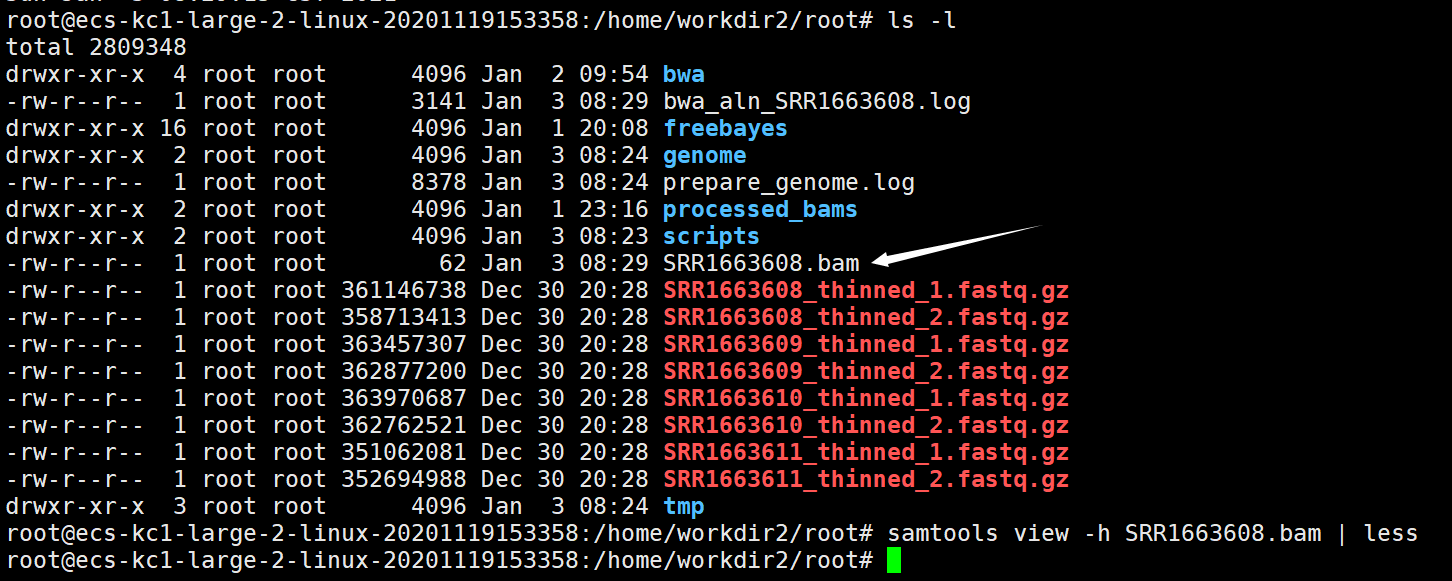 root@ecs-kc1-large-2-linux-20201119153358:/home/workdir2/root# ls -l
total 2809348
drwxr-xr-x  4 root root      4096 Jan  2 09:54 bwa
-rw-r--r--  1 root root      3141 Jan  3 08:29 bwa_aln_SRR1663608.log
drwxr-xr-x 16 root root      4096 Jan  1 20:08 freebayes
drwxr-xr-x  2 root root      4096 Jan  3 08:24 genome
-rw-r--r--  1 root root      8378 Jan  3 08:24 prepare_genome.log
drwxr-xr-x  2 root root      4096 Jan  1 23:16 processed_bams
drwxr-xr-x  2 root root      4096 Jan  3 08:23 scripts
-rw-r--r--  1 root root        62 Jan  3 08:29 SRR1663608.bam
-rw-r--r--  1 root root 361146738 Dec 30 20:28 SRR1663608_thinned_1.fastq.gz
-rw-r--r--  1 root root 358713413 Dec 30 20:28 SRR1663608_thinned_2.fastq.gz
-rw-r--r--  1 root root 363457307 Dec 30 20:28 SRR1663609_thinned_1.fastq.gz
-rw-r--r--  1 root root 362877200 Dec 30 20:28 SRR1663609_thinned_2.fastq.gz
-rw-r--r--  1 root root 363970687 Dec 30 20:28 SRR1663610_thinned_1.fastq.gz
-rw-r--r--  1 root root 362762521 Dec 30 20:28 SRR1663610_thinned_2.fastq.gz
-rw-r--r--  1 root root 351062081 Dec 30 20:28 SRR1663611_thinned_1.fastq.gz
-rw-r--r--  1 root root 352694988 Dec 30 20:28 SRR1663611_thinned_2.fastq.gz
drwxr-xr-x  3 root root      4096 Jan  3 08:24 tmp
root@ecs-kc1-large-2-linux-20201119153358:/home/workdir2/root# samtools view -h SRR1663608.bam | less
root@ecs-kc1-large-2-linux-20201119153358:/home/workdir2/root#